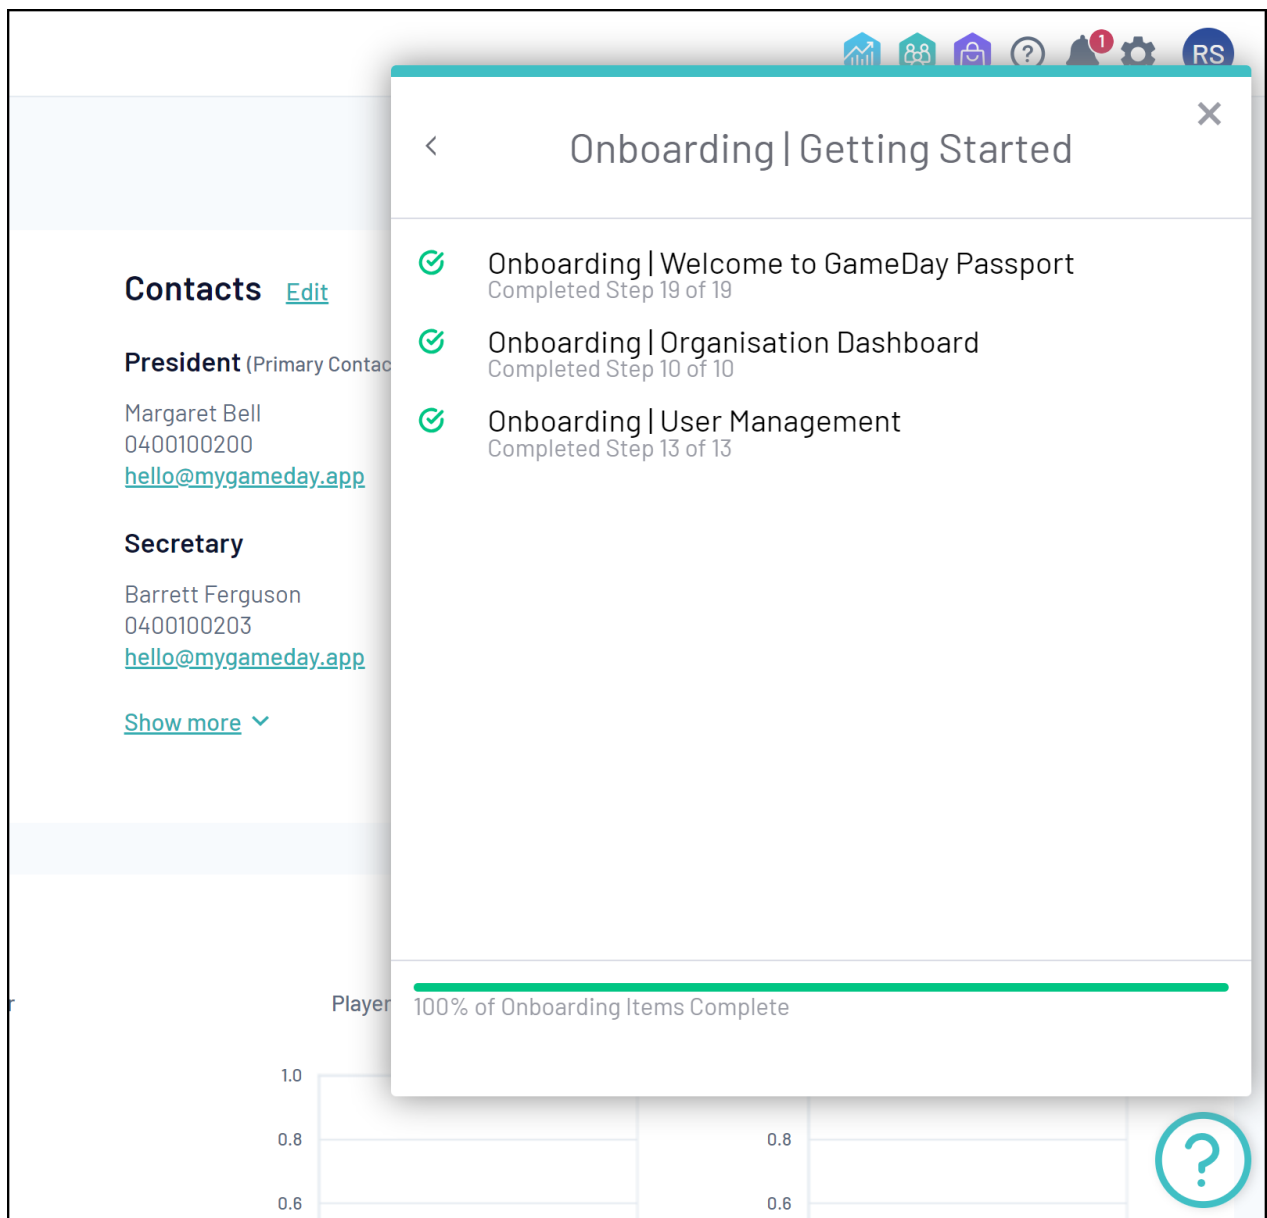 1
RS
Onboarding | Getting Started
Onboarding | Welcome to GameDay Passport
Completed Step 19 of 19
Onboarding | Organisation Dashboard
Completed Step 10 of 10
Onboarding | User Management
Completed Step 13 of 13
100% of Onboarding Items Complete
Contacts Edit
President (Primary Contac
Margaret Bell
0400100200
hello@mygameday.app
Secretary
Barrett Ferguson
0400100203
hello@mygameday.app
Show more
r
Player
1.0
0.8
0.6
0.8
0.6
?